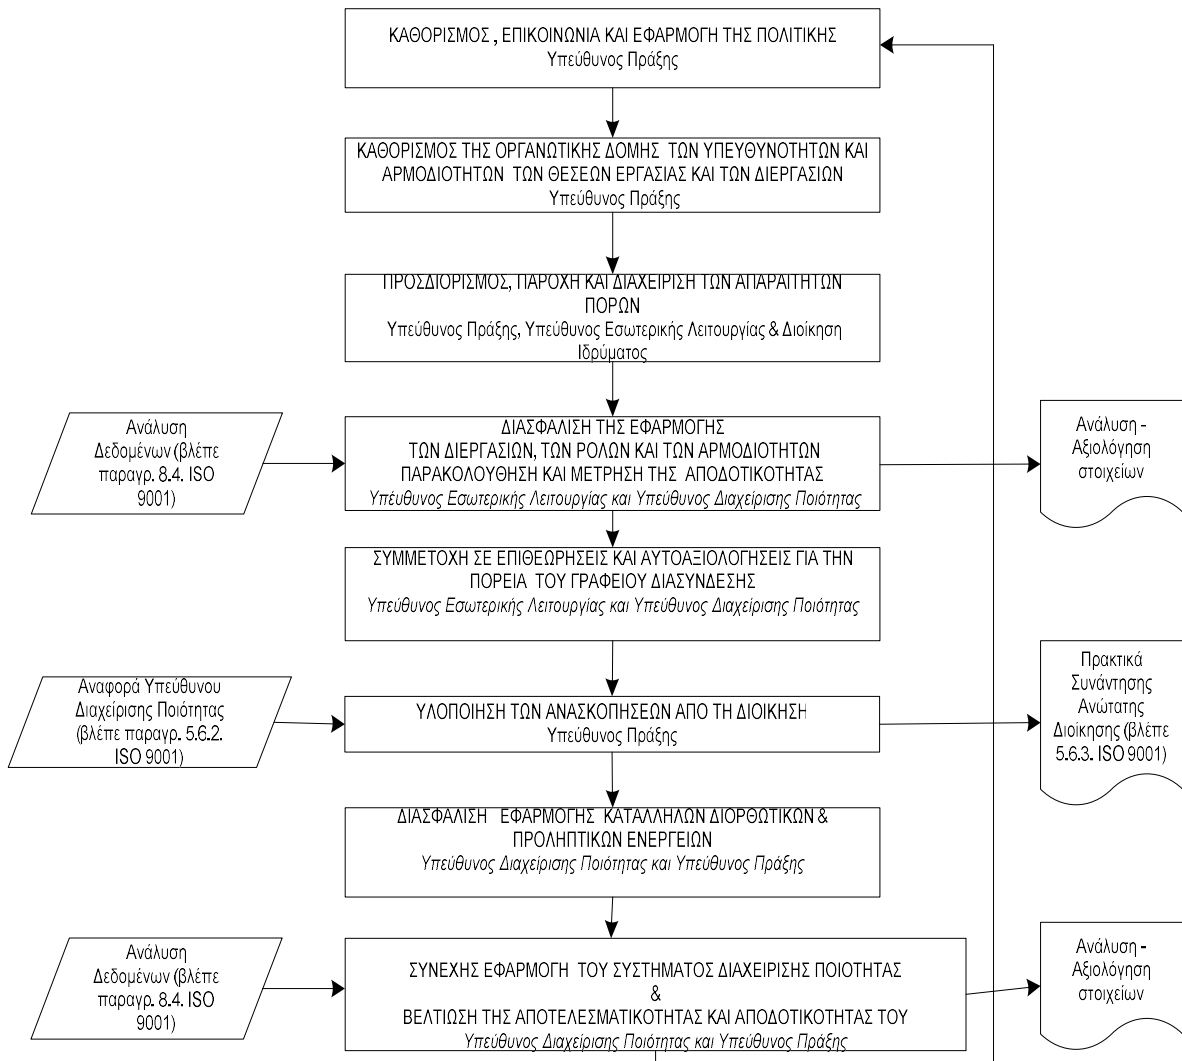 ΚΑΘΟΡΙΣΜΟΣ , ΕΠΙΚΟΙΝΩΝΙΑ ΚΑΙ ΕΦΑΡΜΟΓΗ ΤΗΣ ΠΟΛΙΤΙΚΗΣ
Υπεύθυνος Πράξης
ΚΑΘΟΡΙΣΜΟΣ ΤΗΣ ΟΡΓΑΝΩΤΙΚΗΣ ΔΟΜΗΣ ΤΩΝ ΥΠΕΥΘΥΝΟΤΗΤΩΝ ΚΑΙ
ΑΡΜΟΔΙΟΤΗΤΩΝ ΤΩΝ ΘΕΣΕΩΝ ΕΡΓΑΣΙΑΣ ΚΑΙ ΤΩΝ ΔΙΕΡΓΑΣΙΩΝ
Υπεύθυνος Πράξης
ΠΡΟΣΔΙΟΡΙΣΜΟΣ, ΠΑΡΟΧΗ ΚΑΙ ΔΙΑΧΕΙΡΙΣΗ ΤΩΝ ΑΠΑΡΑΙΤΗΤΩΝ
ΠΟΡΩΝ
Υπεύθυνος Πράξης, Υπεύθυνος Εσωτερικής Λειτουργίας & Διοίκηση
Ιδρύματος
Ανάλυση
Δεδομένων (βλέπε
παραγρ. 8.4. ISO
9001)
ΔΙΑΣΦΑΛΙΣΗ ΤΗΣ ΕΦΑΡΜΟΓΗΣ
ΤΩΝ ΔΙΕΡΓΑΣΙΩΝ, ΤΩΝ ΡΟΛΩΝ ΚΑΙ ΤΩΝ ΑΡΜΟΔΙΟΤΗΤΩΝ
ΠΑΡΑΚΟΛΟΥΘΗΣΗ ΚΑΙ ΜΕΤΡΗΣΗ ΤΗΣ ΑΠΟΔΟΤΙΚΟΤΗΤΑΣ
Υπέυθυνος Εσωτερικής Λειτουργίας και Υπεύθυνος Διαχείρισης Ποιότητας
Ανάλυση -
Αξιολόγηση
στοιχείων
ΣΥΜΜΕΤΟΧΗ ΣΕ ΕΠΙΘΕΩΡΗΣΕΙΣ ΚΑΙ ΑΥΤΟΑΞΙΟΛΟΓΗΣΕΙΣ ΓΙΑ ΤΗΝ
ΠΟΡΕΙΑ ΤΟΥ ΓΡΑΦΕΙΟΥ ΔΙΑΣΥΝΔΕΣΗΣ
Υπεύθυνος Εσωτερικής Λειτουργίας και Υπεύθυνος Διαχείρισης Ποιότητας
Αναφορά Υπεύθυνου
Διαχείρισης Ποιότητας
(βλέπε παραγρ. 5.6.2.
ISO 9001)
ΥΛΟΠΟΙΗΣΗ ΤΩΝ ΑΝΑΣΚΟΠΗΣΕΩΝ ΑΠΟ ΤΗ ΔΙΟΙΚΗΣΗ
Υπεύθυνος Πράξης
Πρακτικά
Συνάντησης
Ανώτατης
Διοίκησης (βλέπε
5.6.3. ISO 9001)
ΔΙΑΣΦΑΛΙΣΗ ΕΦΑΡΜΟΓΗΣ ΚΑΤΑΛΛΗΛΩΝ ΔΙΟΡΘΩΤΙΚΩΝ &
ΠΡΟΛΗΠΤΙΚΩΝ ΕΝΕΡΓΕΙΩΝ
Υπεύθυνος Διαχείρισης Ποιότητας και Υπεύθυνος Πράξης
Ανάλυση
Δεδομένων (βλέπε
παραγρ. 8.4. ISO
9001)
ΣΥΝΕΧΗΣ ΕΦΑΡΜΟΓΗ ΤΟΥ ΣΥΣΤΗΜΑΤΟΣ ΔΙΑΧΕΙΡΙΣΗΣ ΠΟΙΟΤΗΤΑΣ
&
ΒΕΛΤΙΩΣΗ ΤΗΣ ΑΠΟΤΕΛΕΣΜΑΤΙΚΟΤΗΤΑΣ ΚΑΙ ΑΠΟΔΟΤΙΚΟΤΗΤΑΣ ΤΟΥ
Υπεύθυνος Διαχείρισης Ποιότητας και Υπεύθυνος Πράξης
Ανάλυση -
Αξιολόγηση
στοιχείων